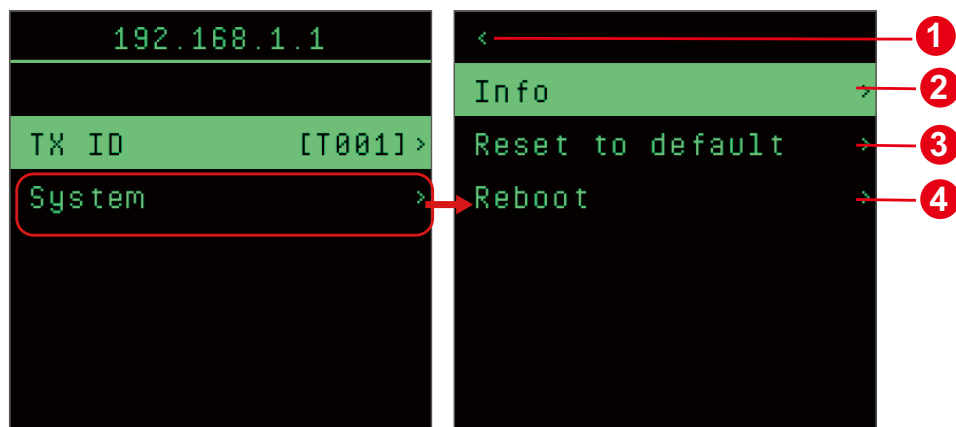 192.168.1.1
TX ID [T001] >
System >
< 1
Info > 2
Reset to default > 3
Reboot > 4